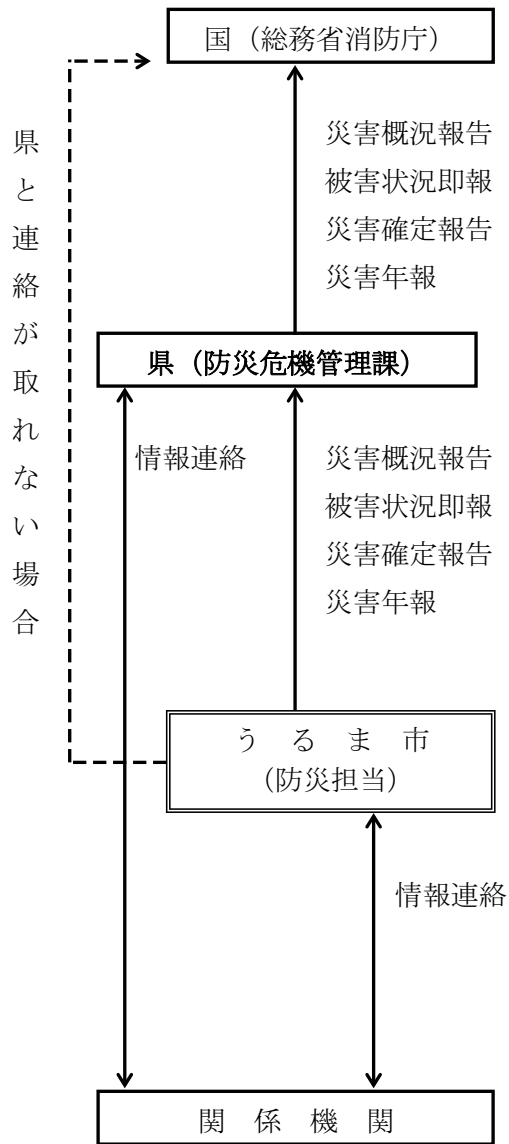 国（総務省消防庁）
県と連絡が取れない場合
災害概況報告
被害状況即報
災害確定報告
災害年報
県（防災危機管理課）
情報連絡
災害概況報告
被害状況即報
災害確定報告
災害年報
うるま市
（防災担当）
情報連絡
関係機関